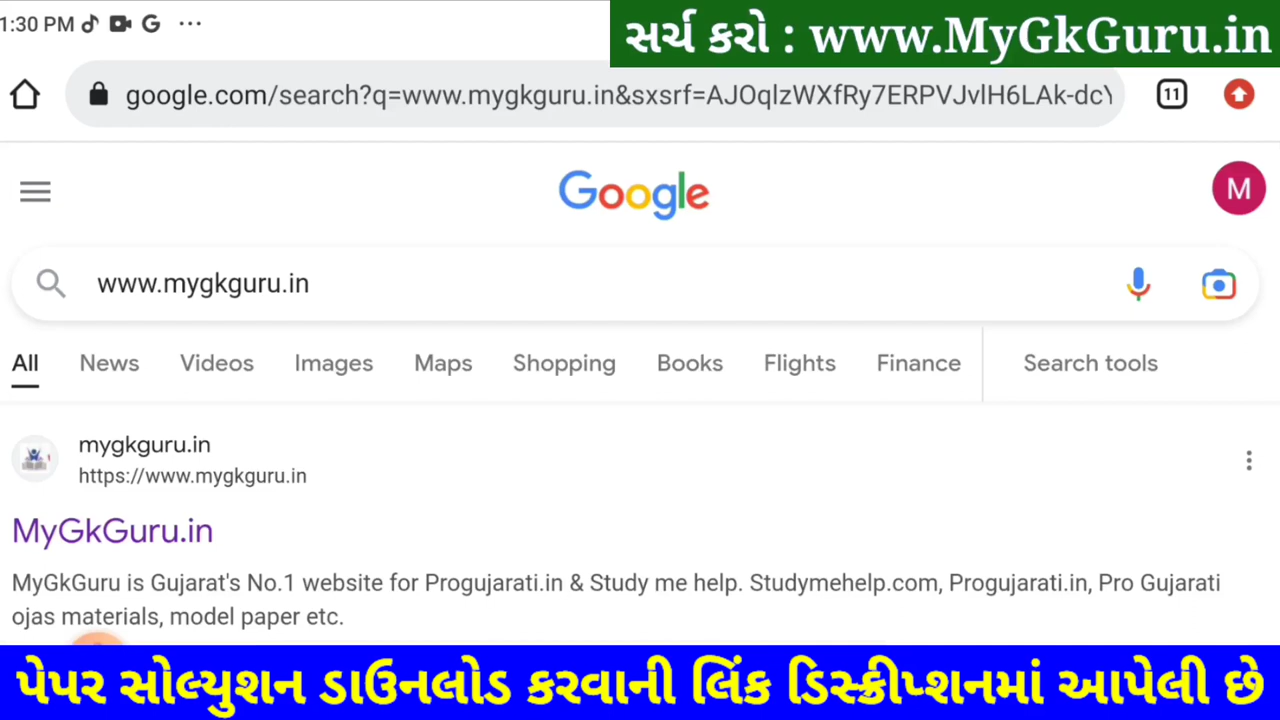 1:30 PM
સર્ચ કરો : www.MyGkGuru.in
google.com/search?q=www.mygkguru.in&sxsrf=AJOqlzWXfRy7ERPVJvlH6LAk-dcY
11
Google
M
www.mygkguru.in
All News Videos Images Maps Shopping Books Flights Finance Search tools
mygkguru.in
https://www.mygkguru.in
MyGkGuru.in
MyGkGuru is Gujarat's No.1 website for Progujarati.in & Study me help. Studymehelp.com, Progujarati.in, Pro Gujarati
ojas materials, model paper etc.
પેપર સોલ્યુશન ડાઉનલોડ કરવાની લિંક ડિસ્ક્રીપ્શનમાં આપેલી છે